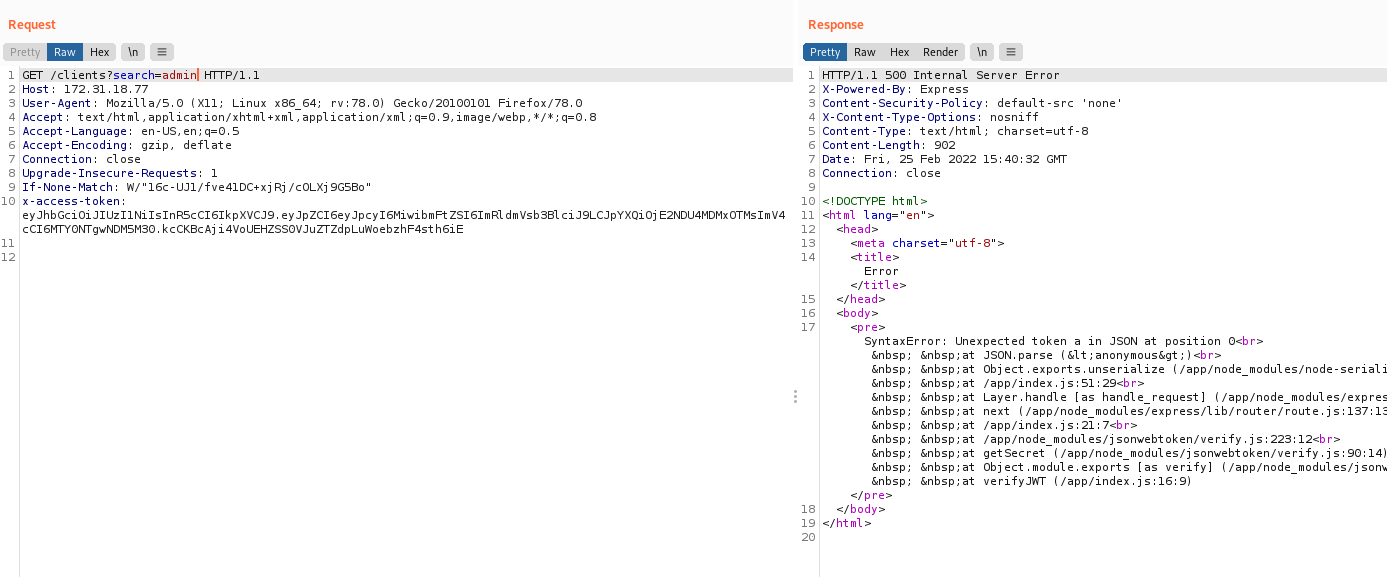 Request
Pretty Raw Hex \n
1 GET /clients?search=admin HTTP/1.1
2 Host: 172.31.18.77
3 User-Agent: Mozilla/5.0 (X11; Linux x86_64; rv:78.0) Gecko/20100101 Firefox/78.0
4 Accept: text/html,application/xhtml+xml,application/xml;q=0.9,image/webp,*/*;q=0.8
5 Accept-Language: en-US,en;q=0.5
6 Accept-Encoding: gzip, deflate
7 Connection: close
8 Upgrade-Insecure-Requests: 1
9 If-None-Match: W/"16c-UJ1/fve41DC+xjRj/cOLXj9G5Bo"
10 x-access-token:
eyJhbGciOiJIUzI1NiIsInR5cCI6IkpXVCJ9.eyJpZCI6eyJpcyI6MiwibmFtZSI6ImRldmVsb3BlciJ9LCJpYXQiOjE2NDU4MDMxOTMsImV4
cCI6MTY0NTgwNDM5M30.kcCKBcAji4VoUEHZSS0VJuZTZdpLuWoebzhF4sth6iE
11
12
Response
Pretty Raw Hex Render \n
1 HTTP/1.1 500 Internal Server Error
2 X-Powered-By: Express
3 Content-Security-Policy: default-src 'none'
4 X-Content-Type-Options: nosniff
5 Content-Type: text/html; charset=utf-8
6 Content-Length: 902
7 Date: Fri, 25 Feb 2022 15:40:32 GMT
8 Connection: close
9
10 <!DOCTYPE html>
11 <html lang="en">
12 <head>
13 <meta charset="utf-8">
14 <title>
Error
</title>
15 </head>
16 <body>
17 <pre>
SyntaxError: Unexpected token a in JSON at position 0<br>
&nbsp; &nbsp;at JSON.parse (&lt;anonymous&gt;)<br>
&nbsp; &nbsp;at Object.exports.unserialize (/app/node_modules/node-seriali
&nbsp; &nbsp;at /app/index.js:51:29<br>
&nbsp; &nbsp;at Layer.handle [as handle_request] (/app/node_modules/expres
&nbsp; &nbsp;at next (/app/node_modules/express/lib/router/route.js:137:13
&nbsp; &nbsp;at /app/index.js:21:7<br>
&nbsp; &nbsp;at /app/node_modules/jsonwebtoken/verify.js:223:12<br>
&nbsp; &nbsp;at getSecret (/app/node_modules/jsonwebtoken/verify.js:90:14)
&nbsp; &nbsp;at Object.module.exports [as verify] (/app/node_modules/jsonw
&nbsp; &nbsp;at verifyJWT (/app/index.js:16:9)
</pre>
18 </body>
19 </html>
20